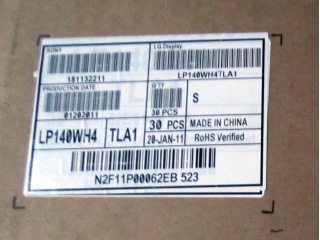 SONY
LG Display
181132211
LP140WH4TLA1
PRODUCTION DATE
Q'TY
S
01202011
30 PCS
LP140WH4
TLA1
30 PCS
MADE IN CHINA
20-JAN-11
RoHS Verified
N2F11P00062EB 523